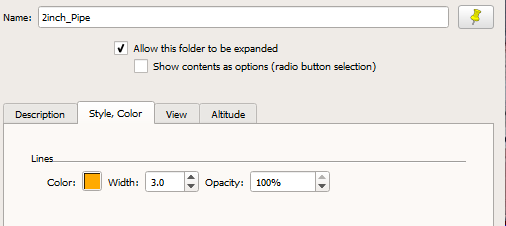 Name: 2inch_Pipe
Allow this folder to be expanded
Show contents as options (radio button selection)
Description Style, Color View Altitude
Lines
Color: Width: 3.0 Opacity: 100%